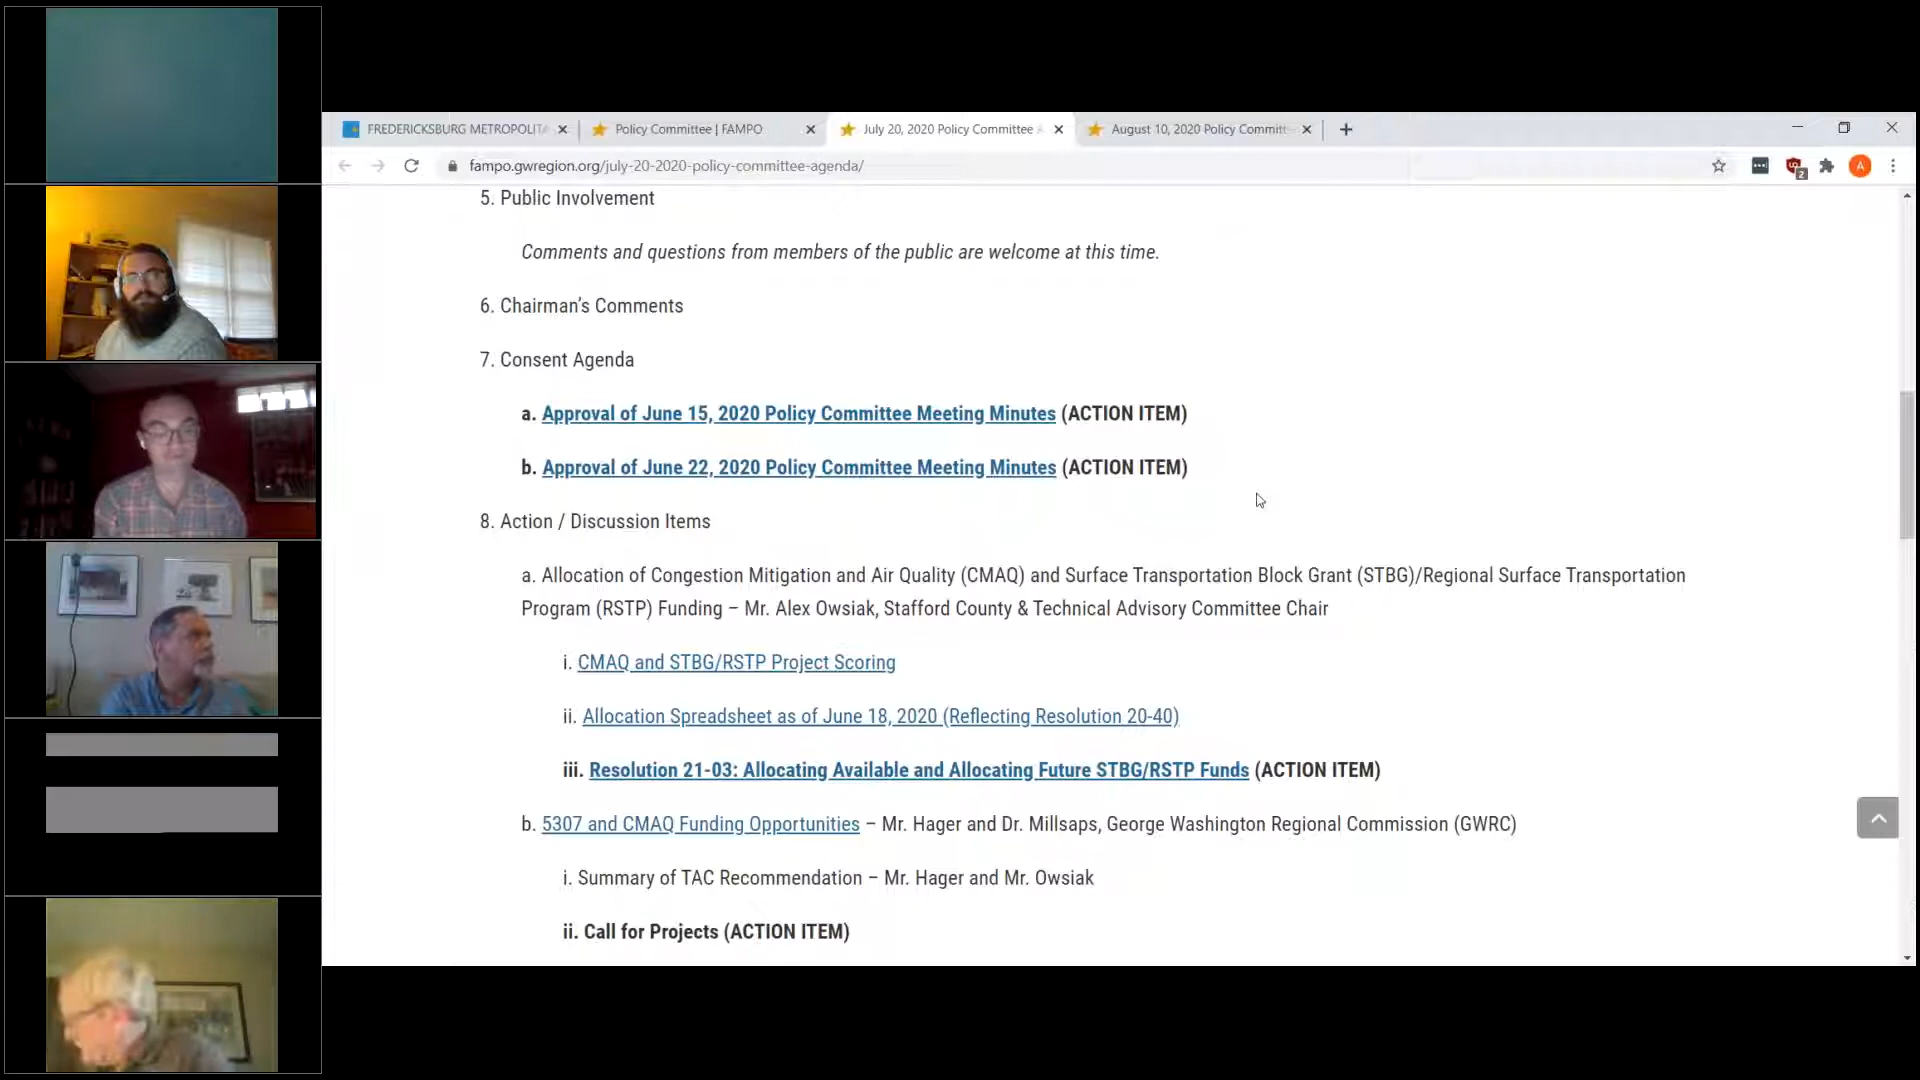 FREDERICKSBURG METROPOLIT
Policy Committee | FAMPO
July 20, 2020 Policy Committee A
August 10, 2020 Policy Committ
fampo.gwregion.org/july-20-2020-policy-committee-agenda/
2
A
5. Public Involvement
Comments and questions from members of the public are welcome at this time.
6. Chairman’s Comments
7. Consent Agenda
a. Approval of June 15, 2020 Policy Committee Meeting Minutes (ACTION ITEM)
b. Approval of June 22, 2020 Policy Committee Meeting Minutes (ACTION ITEM)
8. Action / Discussion Items
a. Allocation of Congestion Mitigation and Air Quality (CMAQ) and Surface Transportation Block Grant (STBG)/Regional Surface Transportation
Program (RSTP) Funding – Mr. Alex Owsiak, Stafford County & Technical Advisory Committee Chair
i. CMAQ and STBG/RSTP Project Scoring
ii. Allocation Spreadsheet as of June 18, 2020 (Reflecting Resolution 20-40)
iii. Resolution 21-03: Allocating Available and Allocating Future STBG/RSTP Funds (ACTION ITEM)
b. 5307 and CMAQ Funding Opportunities – Mr. Hager and Dr. Millsaps, George Washington Regional Commission (GWRC)
i. Summary of TAC Recommendation – Mr. Hager and Mr. Owsiak
ii. Call for Projects (ACTION ITEM)